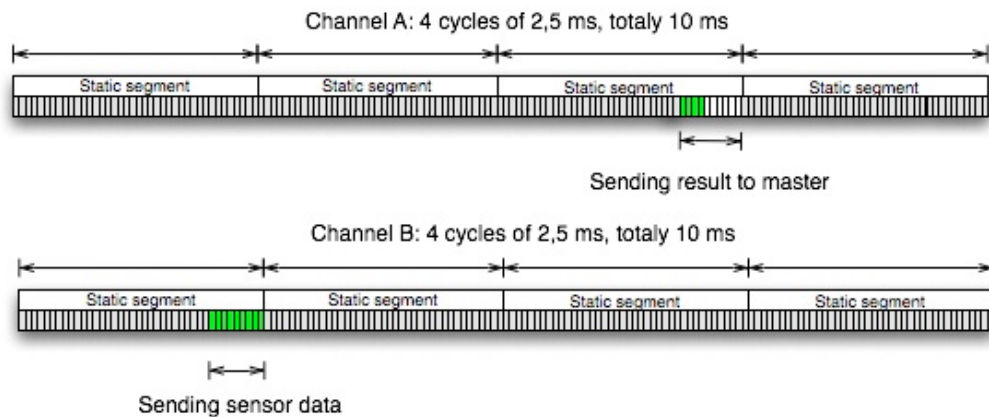 Channel A: 4 cycles of 2,5 ms, totaly 10 ms
Static segment Static segment Static segment Static segment
Sending result to master
Channel B: 4 cycles of 2,5 ms, totaly 10 ms
Static segment Static segment Static segment Static segment
Sending sensor data